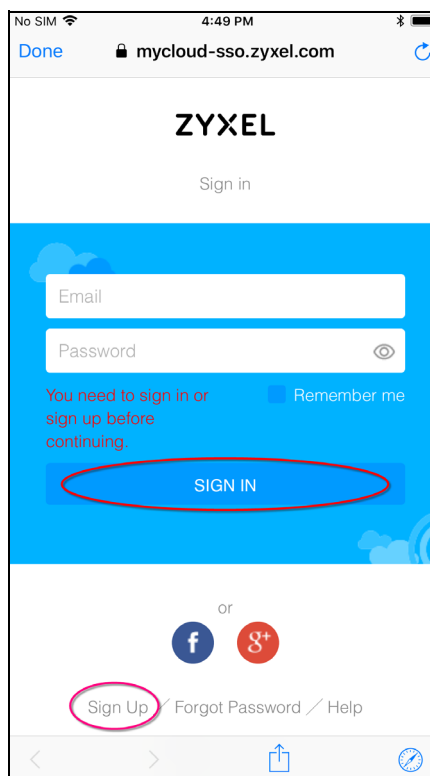 No SIM 4:49 PM
Done mycloud-sso.zyxel.com
ZYXEL
Sign in
Email
Password
You need to sign in or
sign up before
continuing.
Remember me
SIGN IN
or
f g+
Sign Up / Forgot Password / Help